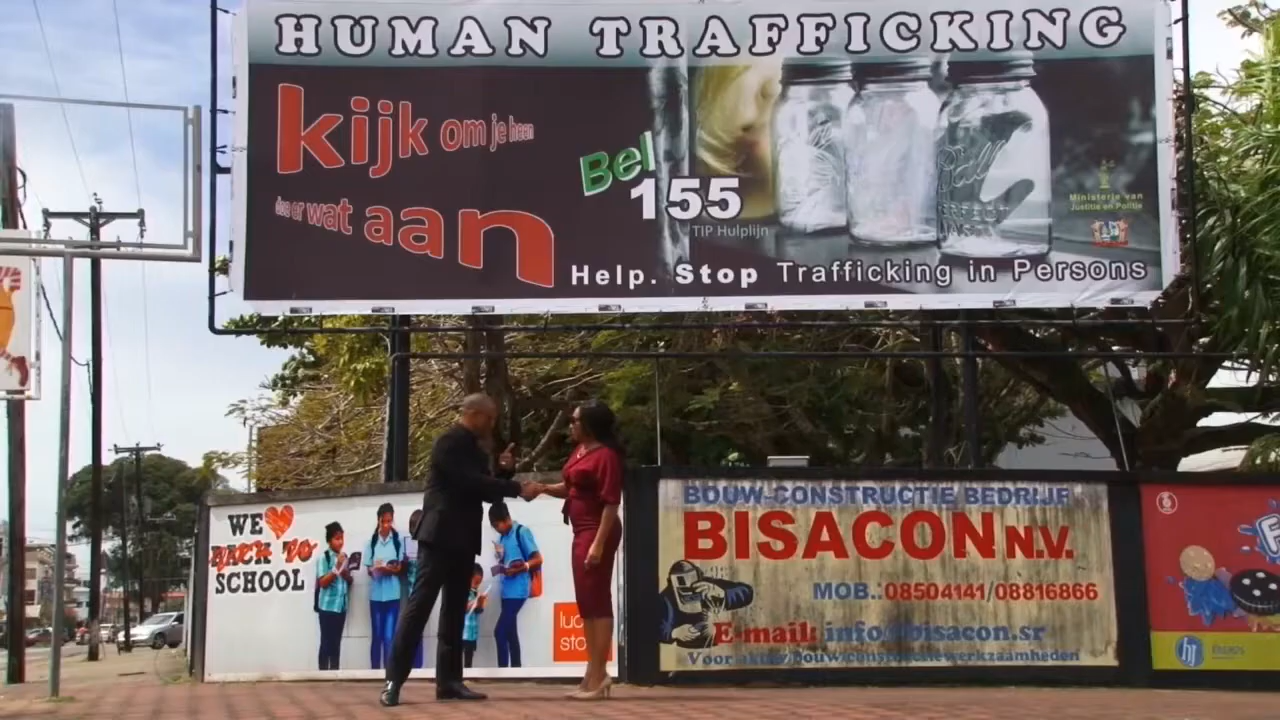 HUMAN TRAFFICKING
kijk om je heen
doe er wat aan
Bel
155
TIP Hulplijn
Ministerie van
Justitie en Politie
Help. Stop Trafficking in Persons
WE
BACK TO
SCHOOL
BOUW-CONSTRUCTIE BEDRIJF
BISACON N.V.
MOB.:08504141/08816866
E-mail: info@bisacon.sr
hj